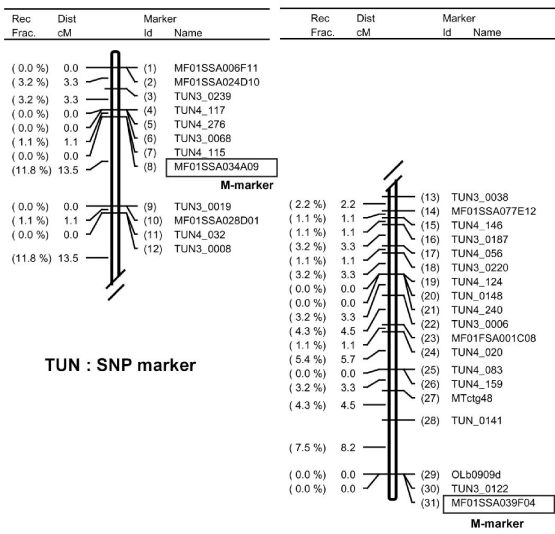 Rec Dist Marker
Frac. cM Id Name
( 0.0 %) 0.0 (1) MF01SSA006F11
( 3.2 %) 3.3 (2) MF01SSA024D10
( 3.2 %) 3.3 (3) TUN3_0239
( 0.0 %) 0.0 (4) TUN4_117
( 0.0 %) 0.0 (5) TUN4_276
( 1.1 %) 1.1 (6) TUN3_0068
( 0.0 %) 0.0 (7) TUN4_115
(11.8 %) 13.5 (8) MF01SSA034A09
M-marker
( 0.0 %) 0.0 (9) TUN3_0019
( 1.1 %) 1.1 (10) MF01SSA028D01
( 0.0 %) 0.0 (11) TUN4_032
(12) TUN3_0008
(11.8 %) 13.5
TUN : SNP marker
Rec Dist Marker
Frac. cM Id Name
(13) TUN3_0038
( 2.2 %) 2.2 (14) MF01SSA077E12
( 1.1 %) 1.1 (15) TUN4_146
( 1.1 %) 1.1 (16) TUN3_0187
( 3.2 %) 3.3 (17) TUN4_056
( 1.1 %) 1.1 (18) TUN3_0220
( 3.2 %) 3.3 (19) TUN4_124
( 0.0 %) 0.0 (20) TUN_0148
( 0.0 %) 0.0 (21) TUN4_240
( 3.2 %) 3.3 (22) TUN3_0006
( 4.3 %) 4.5 (23) MF01FSA001C08
( 1.1 %) 1.1 (24) TUN4_020
( 5.4 %) 5.7 (25) TUN4_083
( 0.0 %) 0.0 (26) TUN4_159
( 3.2 %) 3.3 (27) MTctg48
( 4.3 %) 4.5
(28) TUN_0141
( 7.5 %) 8.2
( 0.0 %) 0.0 (29) OLb0909d
( 0.0 %) 0.0 (30) TUN3_0122
(31) MF01SSA039F04
M-marker